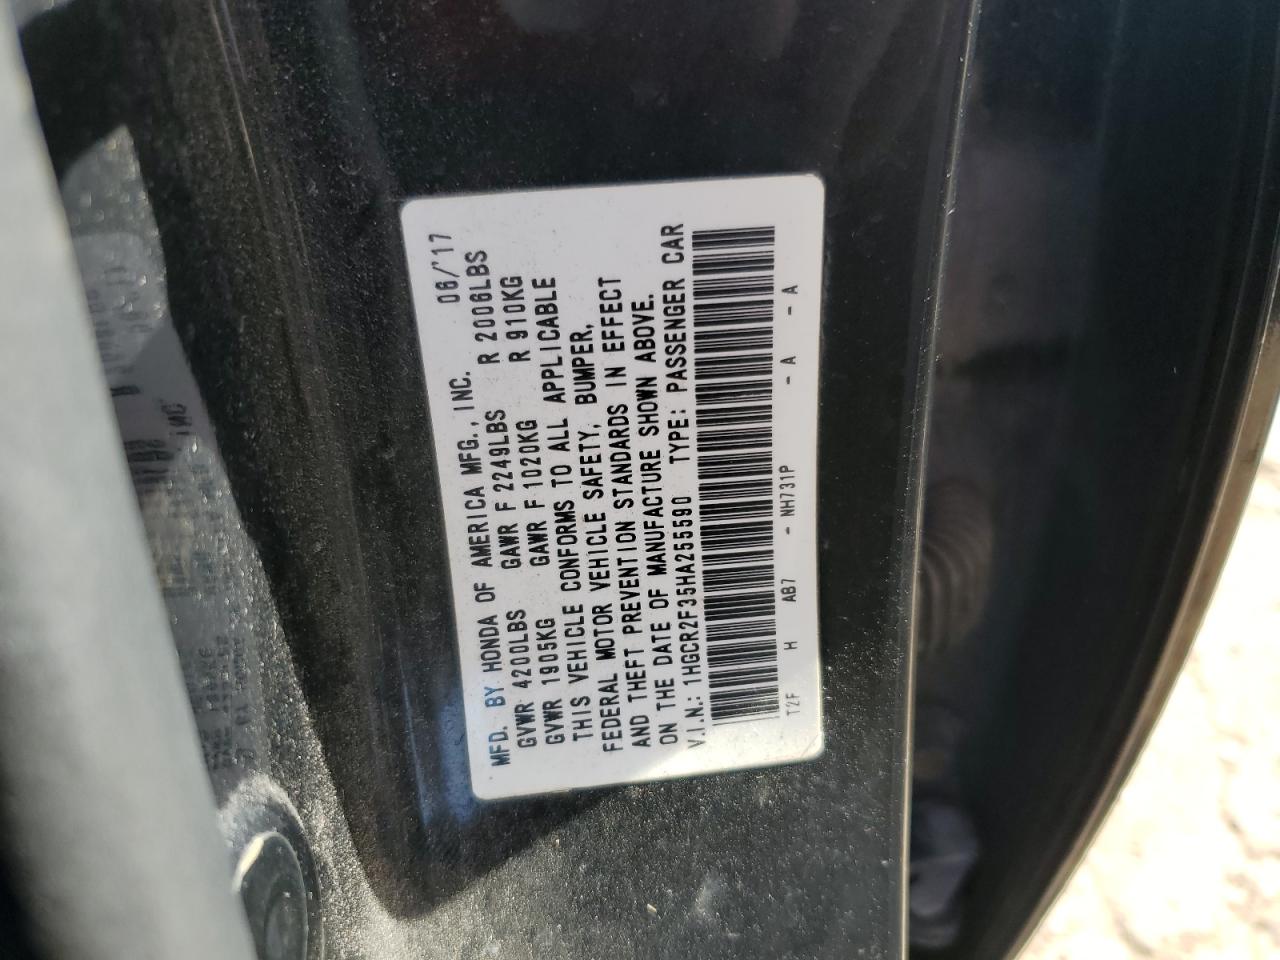 MFD. BY HONDA OF AMERICA MFG., INC. 06/'17
GVWR 4200LBS GAWR F 2249LBS R 2006LBS
GVWR 1905KG GAWR F 1020KG R 910KG
THIS VEHICLE CONFORMS TO ALL APPLICABLE
FEDERAL MOTOR VEHICLE SAFETY, BUMPER,
AND THEFT PREVENTION STANDARDS IN EFFECT
ON THE DATE OF MANUFACTURE SHOWN ABOVE.
V.I.N.: 1HGCR2F35HA255590 TYPE: PASSENGER CAR
T2F H AB7 - NH731P - A - A